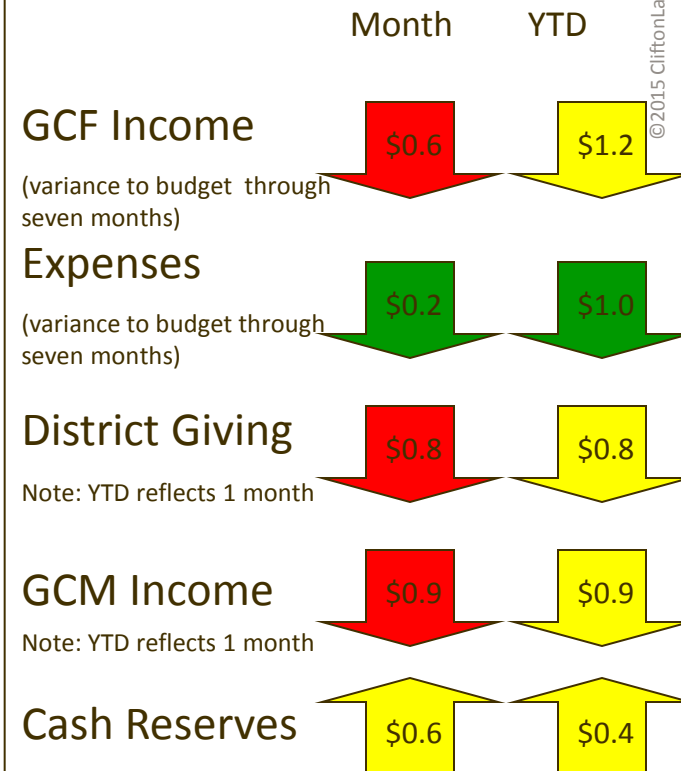 Month YTD
©2015 CliftonLa
GCF Income
$0.6 $1.2
(variance to budget through
seven months)
Expenses
$0.2 $1.0
(variance to budget through
seven months)
District Giving
$0.8 $0.8
Note: YTD reflects 1 month
GCM Income
$0.9 $0.9
Note: YTD reflects 1 month
Cash Reserves
$0.6 $0.4